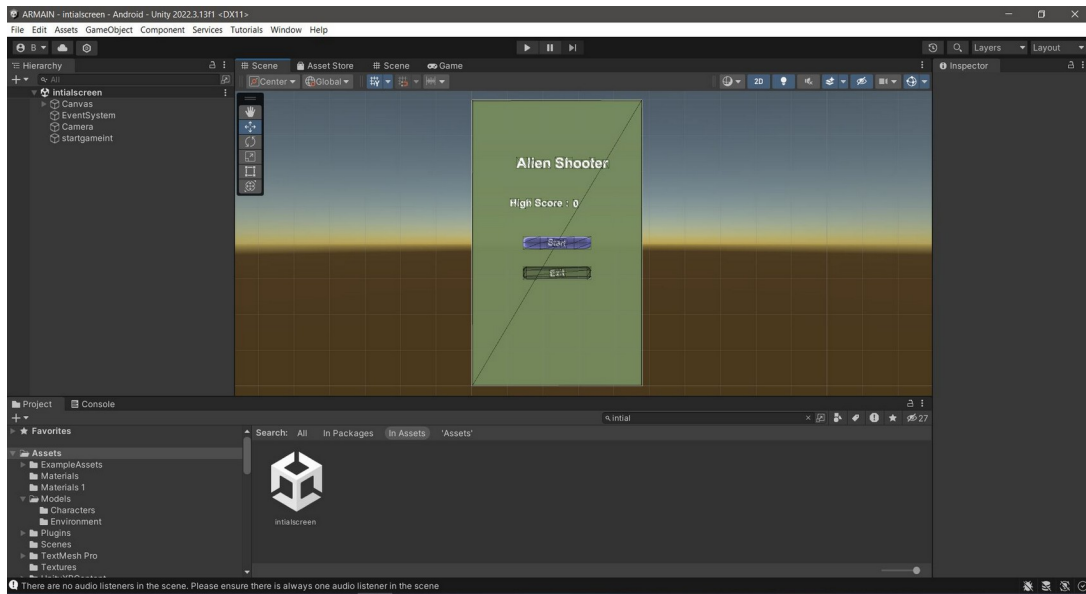 ARMAIN - intialscreen - Android - Unity 2022.3.13f1 <DX11>
File Edit Assets GameObject Component Services Tutorials Window Help
B
Layers Layout
Hierarchy
All
intialscreen
Canvas
EventSystem
Camera
startgameint
Scene Asset Store Scene Game
Center Global 2D
Alien Shooter
High Score : 0
Start
Exit
Inspector
Project Console
intial 27
Favorites
Assets
ExampleAssets
Materials
Materials 1
Models
Characters
Environment
Plugins
Scenes
TextMesh Pro
Textures
Search: All In Packages In Assets 'Assets'
intialscreen
There are no audio listeners in the scene. Please ensure there is always one audio listener in the scene